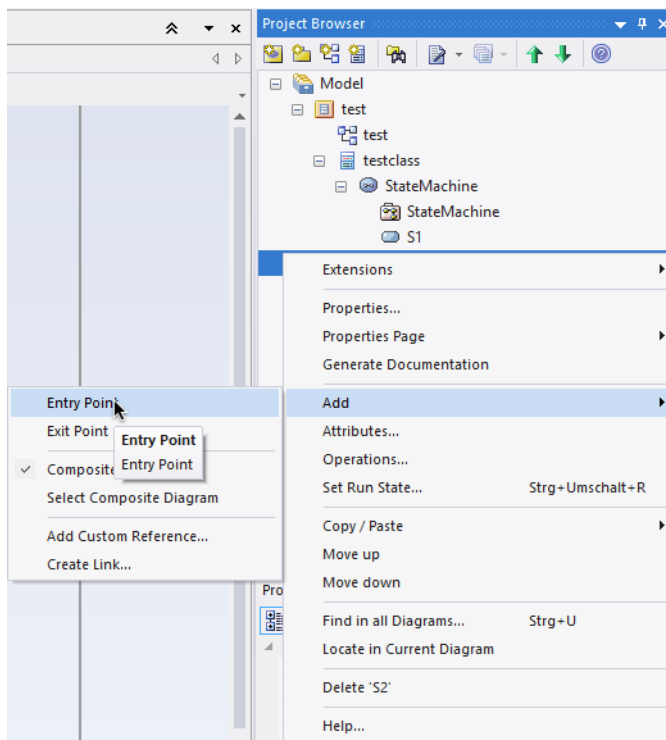 Project Browser
Model
test
test
testclass
StateMachine
StateMachine
S1
Extensions
Properties...
Properties Page
Generate Documentation
Add
Attributes...
Operations...
Set Run State... Strg+Umschalt+R
Copy / Paste
Move up
Move down
Find in all Diagrams... Strg+U
Locate in Current Diagram
Delete 'S2'
Help...
Entry Point
Exit Point
Composite
Select Composite Diagram
Add Custom Reference...
Create Link...
Entry Point
Entry Point
Pro